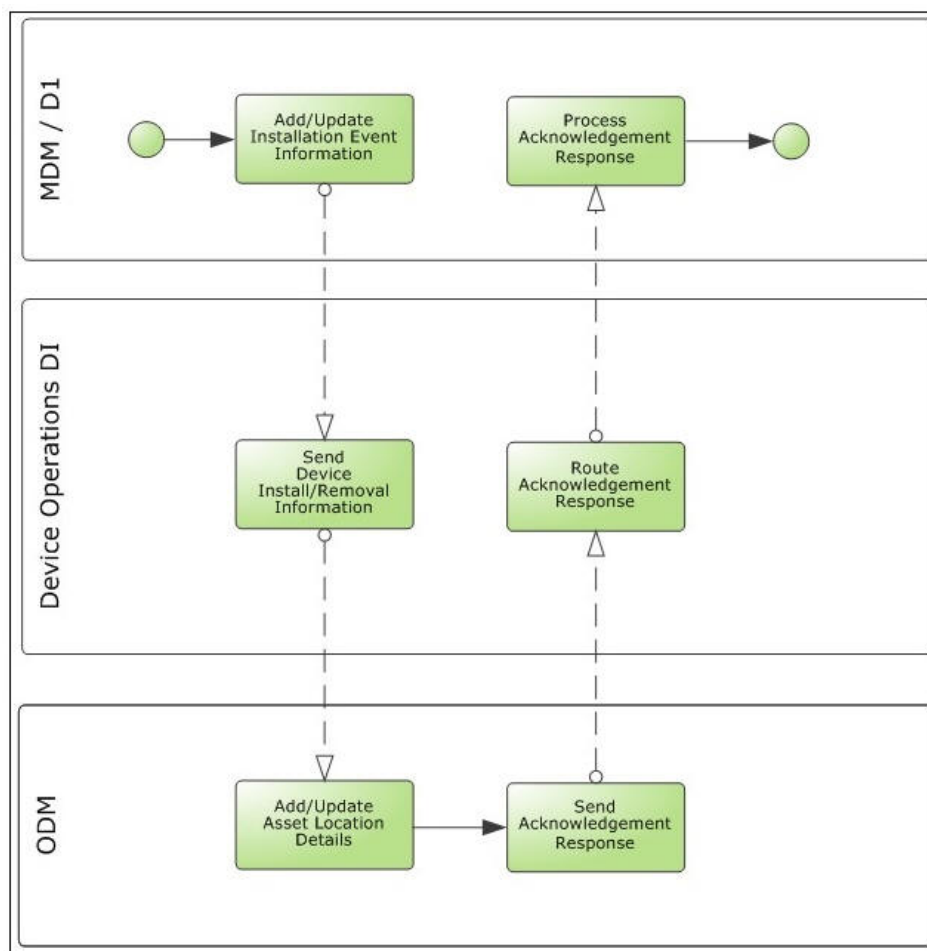 MDM / D1
Add/Update
Installation Event
Information
Process
Acknowledgement
Response
Device Operations DI
Send
Device
Install/Removal
Information
Route
Acknowledgement
Response
ODM
Add/Update
Asset Location
Details
Send
Acknowledgement
Response